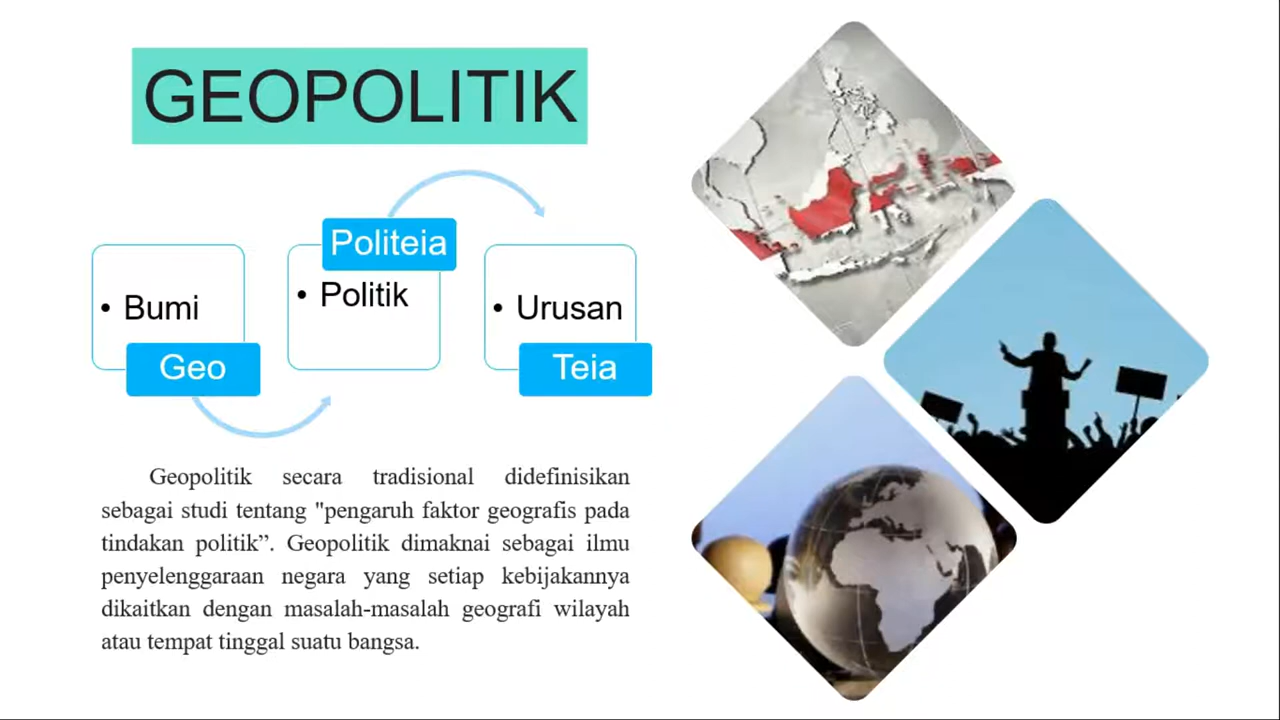 GEOPOLITIK
• Bumi
Geo
Politeia
• Politik
• Urusan
Teia
Geopolitik secara tradisional didefinisikan
sebagai studi tentang "pengaruh faktor geografis pada
tindakan politik”. Geopolitik dimaknai sebagai ilmu
penyelenggaraan negara yang setiap kebijakannya
dikaitkan dengan masalah-masalah geografi wilayah
atau tempat tinggal suatu bangsa.